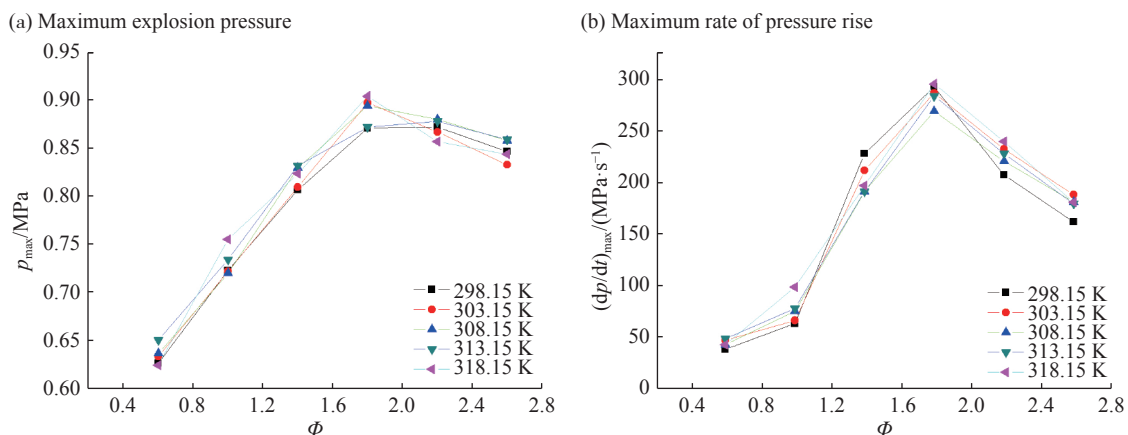 (a) Maximum explosion pressure
0.95
0.90
0.85
0.80
0.75
0.70
0.65
0.60
p_max/MPa
0.4 0.8 1.2 1.6 2.0 2.4 2.8
Φ
298.15 K
303.15 K
308.15 K
313.15 K
318.15 K
(b) Maximum rate of pressure rise
300
250
200
150
100
50
0
(dp/dt)_max/(MPa·s⁻¹)
0.4 0.8 1.2 1.6 2.0 2.4 2.8
Φ
298.15 K
303.15 K
308.15 K
313.15 K
318.15 K